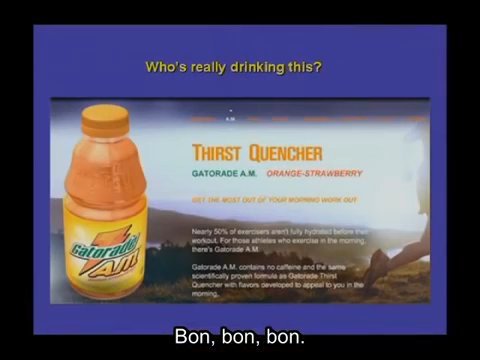 Who's really drinking this?
A.M.
THIRST QUENCHER
GATORADE A.M. ORANGE-STRAWBERRY
GET THE MOST OUT OF YOUR MORNING WORK OUT
Nearly 50% of exercisers aren't fully hydrated before their
workout. For those athletes who exercise in the morning,
there's Gatorade A.M.
Gatorade A.M. contains no caffeine and the same
scientifically proven formula as Gatorade Thirst
Quencher with flavors developed to appeal to you in the
morning.
Gatorade
A.M.
Bon, bon, bon.